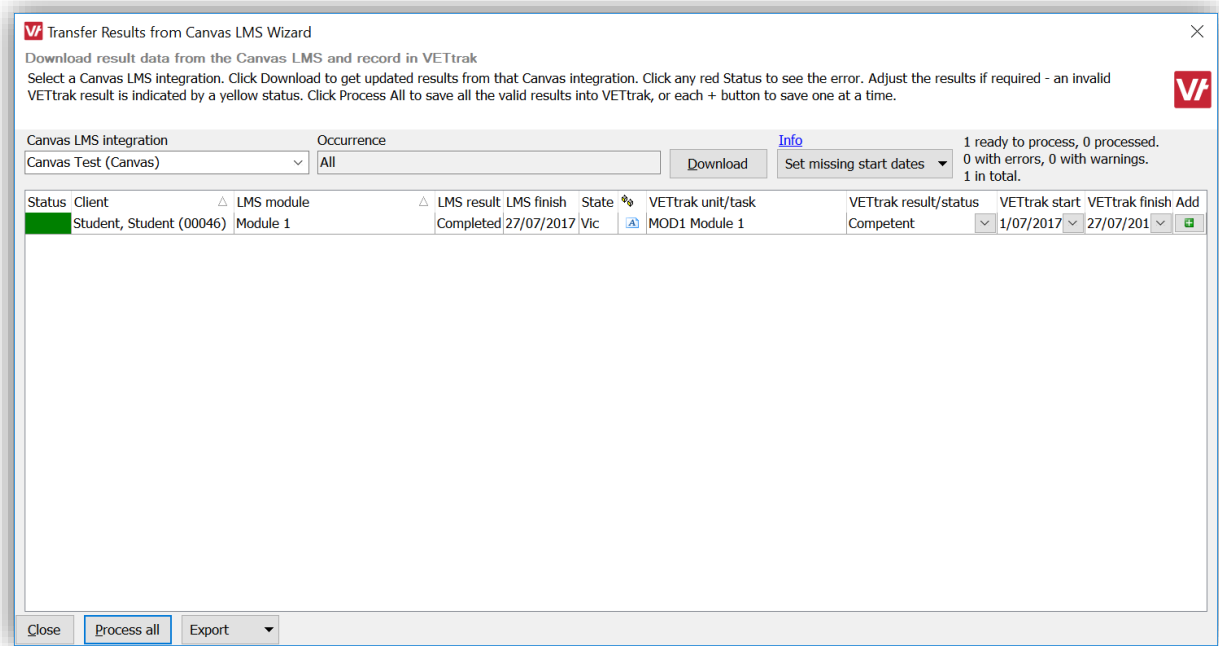 Transfer Results from Canvas LMS Wizard
Download result data from the Canvas LMS and record in VETtrak
Select a Canvas LMS integration. Click Download to get updated results from that Canvas integration. Click any red Status to see the error. Adjust the results if required - an invalid
VETtrak result is indicated by a yellow status. Click Process All to save all the valid results into VETtrak, or each + button to save one at a time.
Canvas LMS integration Occurrence Info
Canvas Test (Canvas) All Download Set missing start dates
1 ready to process, 0 processed.
0 with errors, 0 with warnings.
1 in total.
Status Client LMS module LMS result LMS finish State VETtrak unit/task VETtrak result/status VETtrak start VETtrak finish Add
Student, Student (00046) Module 1 Completed 27/07/2017 Vic A MOD1 Module 1 Competent 1/07/2017 27/07/201
Close Process all Export